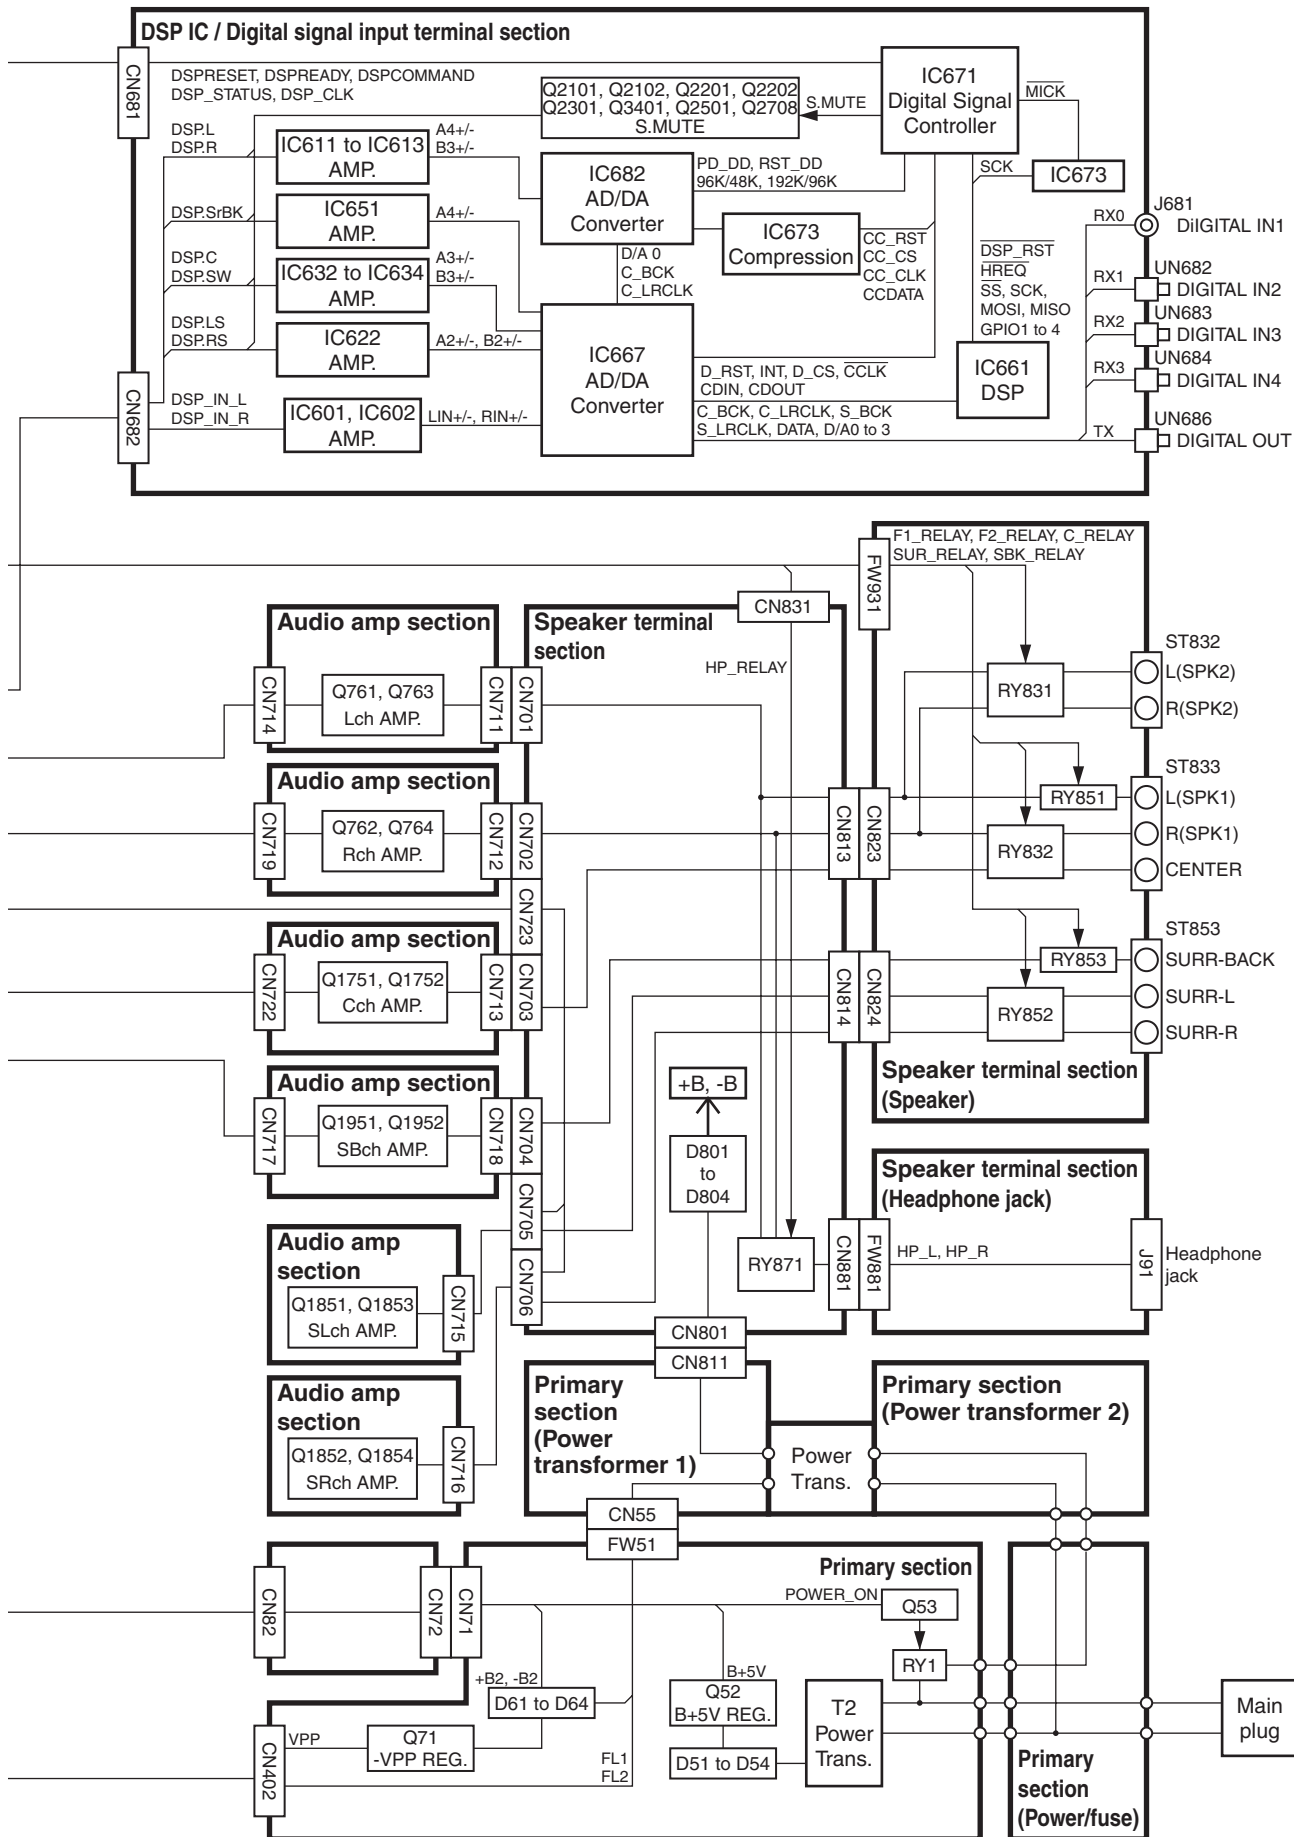 DSP IC / Digital signal input terminal section
CN681
DSPRESET, DSPREADY, DSPCOMMAND
DSP_STATUS, DSP_CLK
Q2101, Q2102, Q2201, Q2202
Q2301, Q3401, Q2501, Q2708
S.MUTE
S.MUTE
IC671
Digital Signal
Controller
MICK
SCK
IC673
DSP.L
DSP.R
IC611 to IC613
AMP.
A4+/-
B3+/-
IC682
AD/DA
Converter
PD_DD, RST_DD
96K/48K, 192K/96K
DSP.SrBK
IC651
AMP.
A4+/-
IC673
Compression
CC_RST
CC_CS
CC_CLK
CCDATA
DSP.C
DSP.SW
IC632 to IC634
AMP.
A3+/-
B3+/-
D/A 0
C_BCK
C_LRCLK
DSP_RST
HREQ
SS, SCK,
MOSI, MISO
GPIO1 to 4
DSP.LS
DSP.RS
IC622
AMP.
A2+/-, B2+/-
IC667
AD/DA
Converter
D_RST, INT, D_CS, CCLK
CDIN, CDOUT
IC661
DSP
CN682
DSP_IN_L
DSP_IN_R
IC601, IC602
AMP.
LIN+/-, RIN+/-
C_BCK, C_LRCLK, S_BCK
S_LRCLK, DATA, D/A0 to 3
RX0
J681
DiIGITAL IN1
RX1
UN682
DIGITAL IN2
RX2
UN683
DIGITAL IN3
RX3
UN684
DIGITAL IN4
TX
UN686
DIGITAL OUT
FW931
F1_RELAY, F2_RELAY, C_RELAY
SUR_RELAY, SBK_RELAY
CN831
HP_RELAY
Audio amp section
CN714
Q761, Q763
Lch AMP.
CN711
CN701
Speaker terminal
section
RY831
ST832
L(SPK2)
R(SPK2)
Audio amp section
CN719
Q762, Q764
Rch AMP.
CN712
CN702
CN723
CN813
CN823
RY851
RY832
ST833
L(SPK1)
R(SPK1)
CENTER
Audio amp section
CN722
Q1751, Q1752
Cch AMP.
CN713
CN703
CN814
CN824
RY853
RY852
ST853
SURR-BACK
SURR-L
SURR-R
Speaker terminal section
(Speaker)
Audio amp section
CN717
Q1951, Q1952
SBch AMP.
CN718
CN704
CN705
CN706
+B, -B
D801
to
D804
RY871
CN881
FW881
Speaker terminal section
(Headphone jack)
HP_L, HP_R
J91
Headphone
jack
Audio amp
section
Q1851, Q1853
SLch AMP.
CN715
CN801
CN811
Audio amp
section
Q1852, Q1854
SRch AMP.
CN716
Primary
section
(Power
transformer 1)
Power
Trans.
Primary section
(Power transformer 2)
CN55
FW51
CN82
CN72
CN71
Primary section
POWER_ON
Q53
RY1
+B2, -B2
D61 to D64
B+5V
Q52
B+5V REG.
D51 to D54
T2
Power
Trans.
CN402
VPP
Q71
-VPP REG.
FL1
FL2
Primary
section
(Power/fuse)
Main
plug